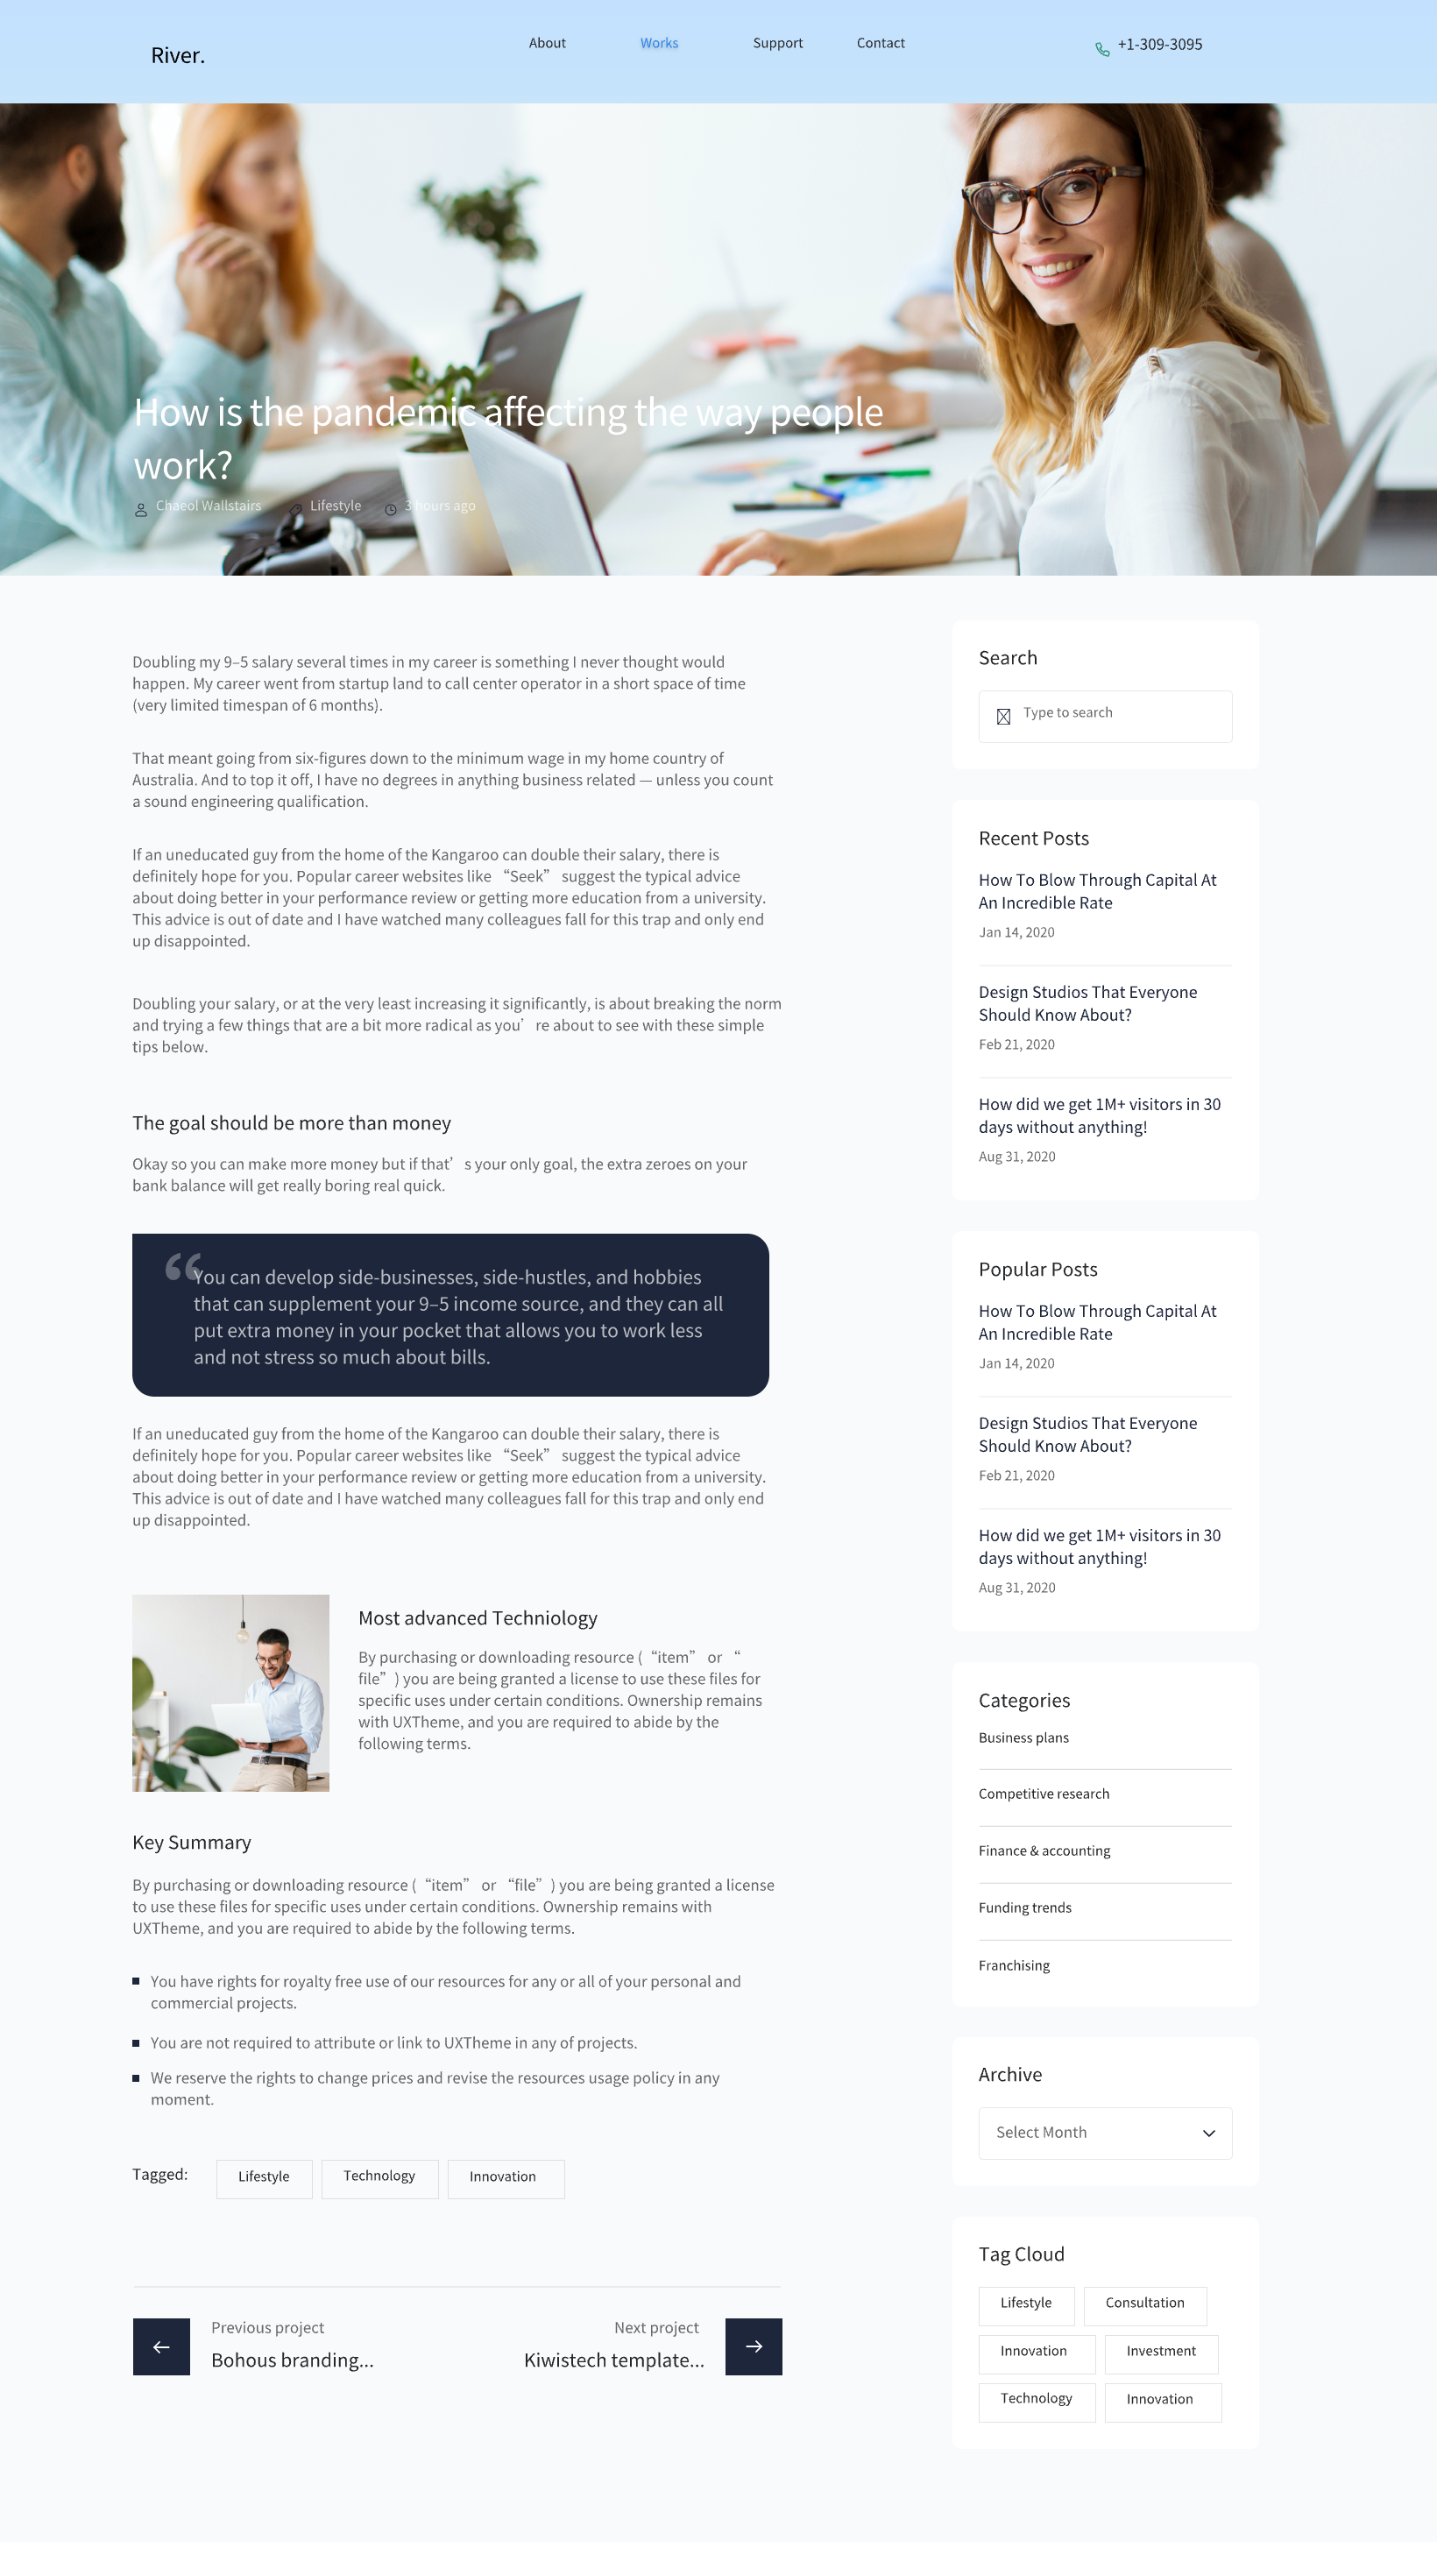 River.
About
Works
Support
Contact
+1-309-3095
How is the pandemic affecting the way people
work?
Chaeol Wallstairs
Lifestyle
3 hours ago
Doubling my 9–5 salary several times in my career is something I never thought would
happen. My career went from startup land to call center operator in a short space of time
(very limited timespan of 6 months).
That meant going from six-figures down to the minimum wage in my home country of
Australia. And to top it off, I have no degrees in anything business related — unless you count
a sound engineering qualification.
If an uneducated guy from the home of the Kangaroo can double their salary, there is
definitely hope for you. Popular career websites like “Seek” suggest the typical advice
about doing better in your performance review or getting more education from a university.
This advice is out of date and I have watched many colleagues fall for this trap and only end
up disappointed.
Doubling your salary, or at the very least increasing it significantly, is about breaking the norm
and trying a few things that are a bit more radical as you’re about to see with these simple
tips below.
The goal should be more than money
Okay so you can make more money but if that’s your only goal, the extra zeroes on your
bank balance will get really boring real quick.
“
You can develop side-businesses, side-hustles, and hobbies
that can supplement your 9–5 income source, and they can all
put extra money in your pocket that allows you to work less
and not stress so much about bills.
If an uneducated guy from the home of the Kangaroo can double their salary, there is
definitely hope for you. Popular career websites like “Seek” suggest the typical advice
about doing better in your performance review or getting more education from a university.
This advice is out of date and I have watched many colleagues fall for this trap and only end
up disappointed.
Most advanced Techniology
By purchasing or downloading resource (“item” or “
file”) you are being granted a license to use these files for
specific uses under certain conditions. Ownership remains
with UXTheme, and you are required to abide by the
following terms.
Key Summary
By purchasing or downloading resource (“item” or “file”) you are being granted a license
to use these files for specific uses under certain conditions. Ownership remains with
UXTheme, and you are required to abide by the following terms.
You have rights for royalty free use of our resources for any or all of your personal and
commercial projects.
You are not required to attribute or link to UXTheme in any of projects.
We reserve the rights to change prices and revise the resources usage policy in any
moment.
Tagged:
Lifestyle
Technology
Innovation
Previous project
Bohous branding...
Next project
Kiwistech template...
Search
Type to search
Recent Posts
How To Blow Through Capital At
An Incredible Rate
Jan 14, 2020
Design Studios That Everyone
Should Know About?
Feb 21, 2020
How did we get 1M+ visitors in 30
days without anything!
Aug 31, 2020
Popular Posts
How To Blow Through Capital At
An Incredible Rate
Jan 14, 2020
Design Studios That Everyone
Should Know About?
Feb 21, 2020
How did we get 1M+ visitors in 30
days without anything!
Aug 31, 2020
Categories
Business plans
Competitive research
Finance & accounting
Funding trends
Franchising
Archive
Select Month
Tag Cloud
Lifestyle
Consultation
Innovation
Investment
Technology
Innovation